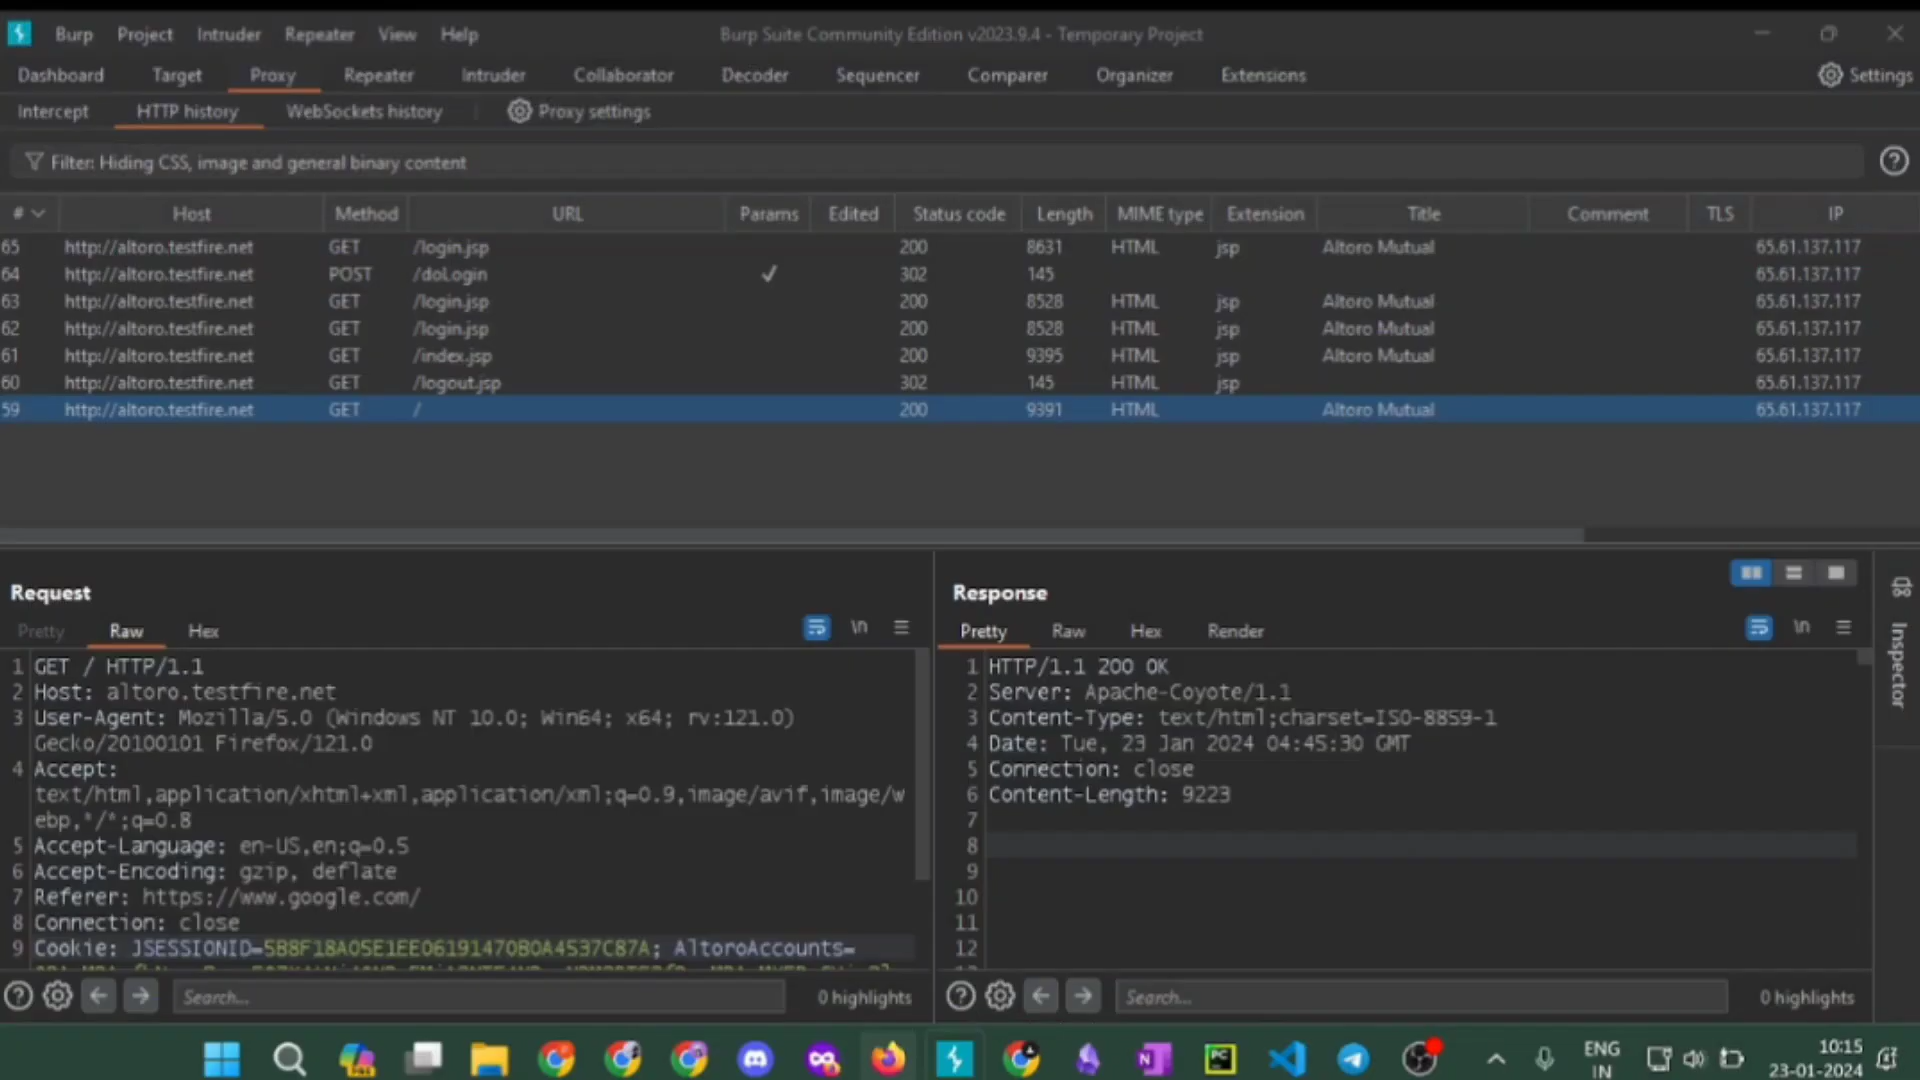 Burp Project Intruder Repeater View Help Burp Suite Community Edition v2023.9.4 - Temporary Project
Dashboard Target Proxy Repeater Intruder Collaborator Decoder Sequencer Comparer Organizer Extensions Settings
Intercept HTTP history WebSockets history Proxy settings
Filter: Hiding CSS, image and general binary content
# Host Method URL Params Edited Status code Length MIME type Extension Title Comment TLS IP
65 http://altoro.testfire.net GET /login.jsp 200 8631 HTML jsp Altoro Mutual 65.61.137.117
64 http://altoro.testfire.net POST /doLogin ✓ 302 145 65.61.137.117
63 http://altoro.testfire.net GET /login.jsp 200 8528 HTML jsp Altoro Mutual 65.61.137.117
62 http://altoro.testfire.net GET /login.jsp 200 8528 HTML jsp Altoro Mutual 65.61.137.117
61 http://altoro.testfire.net GET /index.jsp 200 9395 HTML jsp Altoro Mutual 65.61.137.117
60 http://altoro.testfire.net GET /logout.jsp 302 145 HTML jsp 65.61.137.117
59 http://altoro.testfire.net GET / 200 9391 HTML Altoro Mutual 65.61.137.117
Request
Pretty Raw Hex \n
1 GET / HTTP/1.1
2 Host: altoro.testfire.net
3 User-Agent: Mozilla/5.0 (Windows NT 10.0; Win64; x64; rv:121.0)
Gecko/20100101 Firefox/121.0
4 Accept:
text/html,application/xhtml+xml,application/xml;q=0.9,image/avif,image/w
ebp,*/*;q=0.8
5 Accept-Language: en-US,en;q=0.5
6 Accept-Encoding: gzip, deflate
7 Referer: https://www.google.com/
8 Connection: close
9 Cookie: JSESSIONID=5B8F18A05E1EE06191470B0A4537C87A; AltoroAccounts=
Search... 0 highlights
Response
Pretty Raw Hex Render \n
1 HTTP/1.1 200 OK
2 Server: Apache-Coyote/1.1
3 Content-Type: text/html;charset=ISO-8859-1
4 Date: Tue, 23 Jan 2024 04:45:30 GMT
5 Connection: close
6 Content-Length: 9223
7
8
9
10
11
12
Search... 0 highlights
Inspector
ENG
IN
10:15
23-01-2024